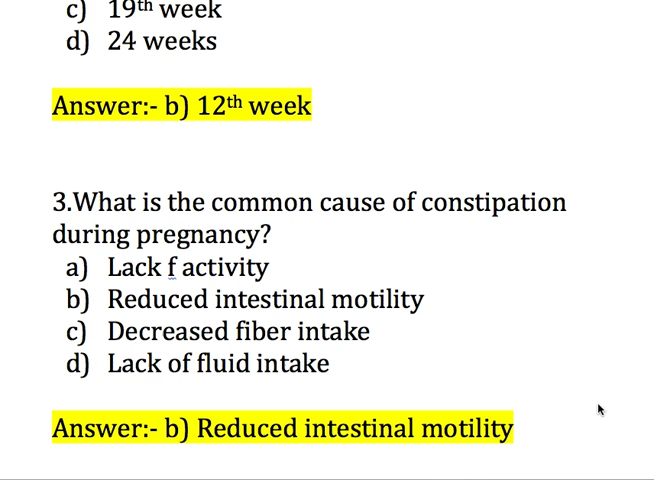 c) 19th week
d) 24 weeks
Answer:- b) 12th week
3.What is the common cause of constipation
during pregnancy?
a) Lack f activity
b) Reduced intestinal motility
c) Decreased fiber intake
d) Lack of fluid intake
Answer:- b) Reduced intestinal motility